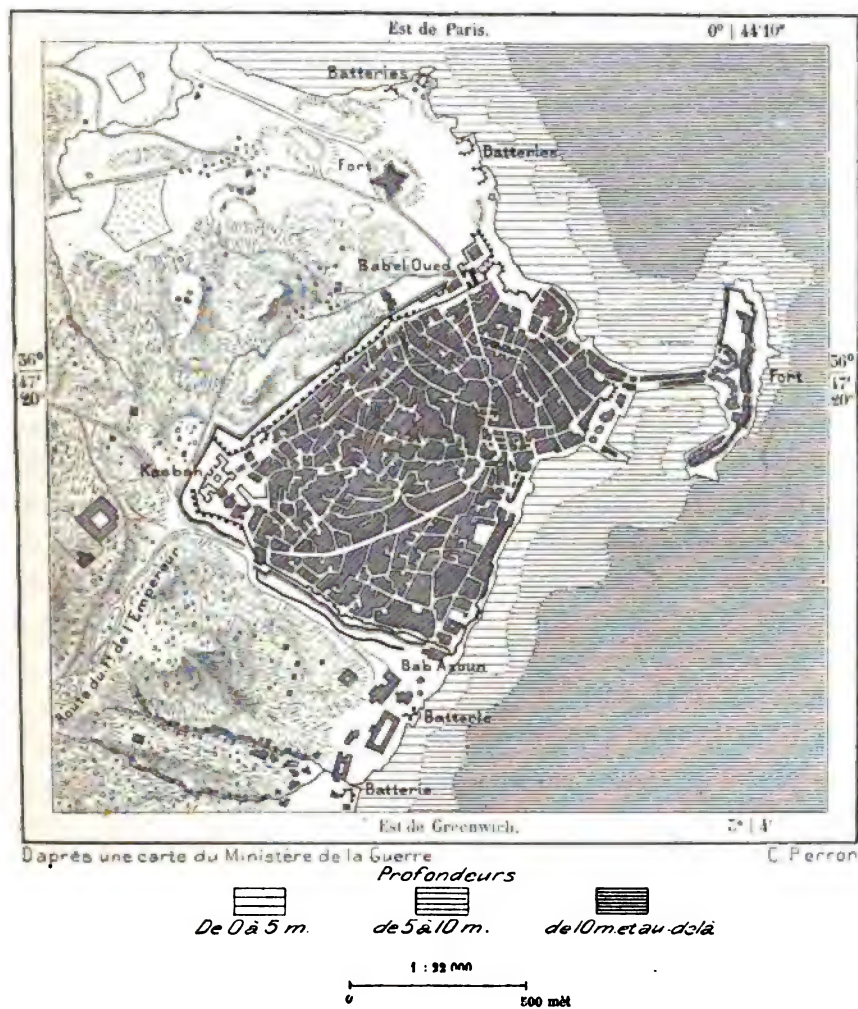 Est de Paris. 0° | 44'10"
Batteries
Batteries
Fort
Bab el Oued
36°
47'
20"
36°
47'
20"
Fort
Kasbah
Route du Ft de l'Empereur
Bab Azoun
Batterie
Batterie
Est de Greenwich. 3° | 4'
D'après une carte du Ministère de la Guerre C. Perron
Profondeurs
De 0 à 5 m. de 5 à 10 m. de 10 m. et au-delà
1 : 22 000
0 500 mèt